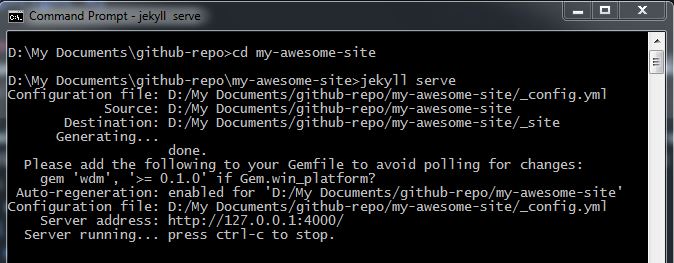 Command Prompt - jekyll  serve
D:\My Documents\github-repo>cd my-awesome-site
D:\My Documents\github-repo\my-awesome-site>jekyll serve
Configuration file: D:/My Documents/github-repo/my-awesome-site/_config.yml
Source: D:/My Documents/github-repo/my-awesome-site
Destination: D:/My Documents/github-repo/my-awesome-site/_site
Generating...
done.
Please add the following to your Gemfile to avoid polling for changes:
gem 'wdm', '>= 0.1.0' if Gem.win_platform?
Auto-regeneration: enabled for 'D:/My Documents/github-repo/my-awesome-site'
Configuration file: D:/My Documents/github-repo/my-awesome-site/_config.yml
Server address: http://127.0.0.1:4000/
Server running... press ctrl-c to stop.